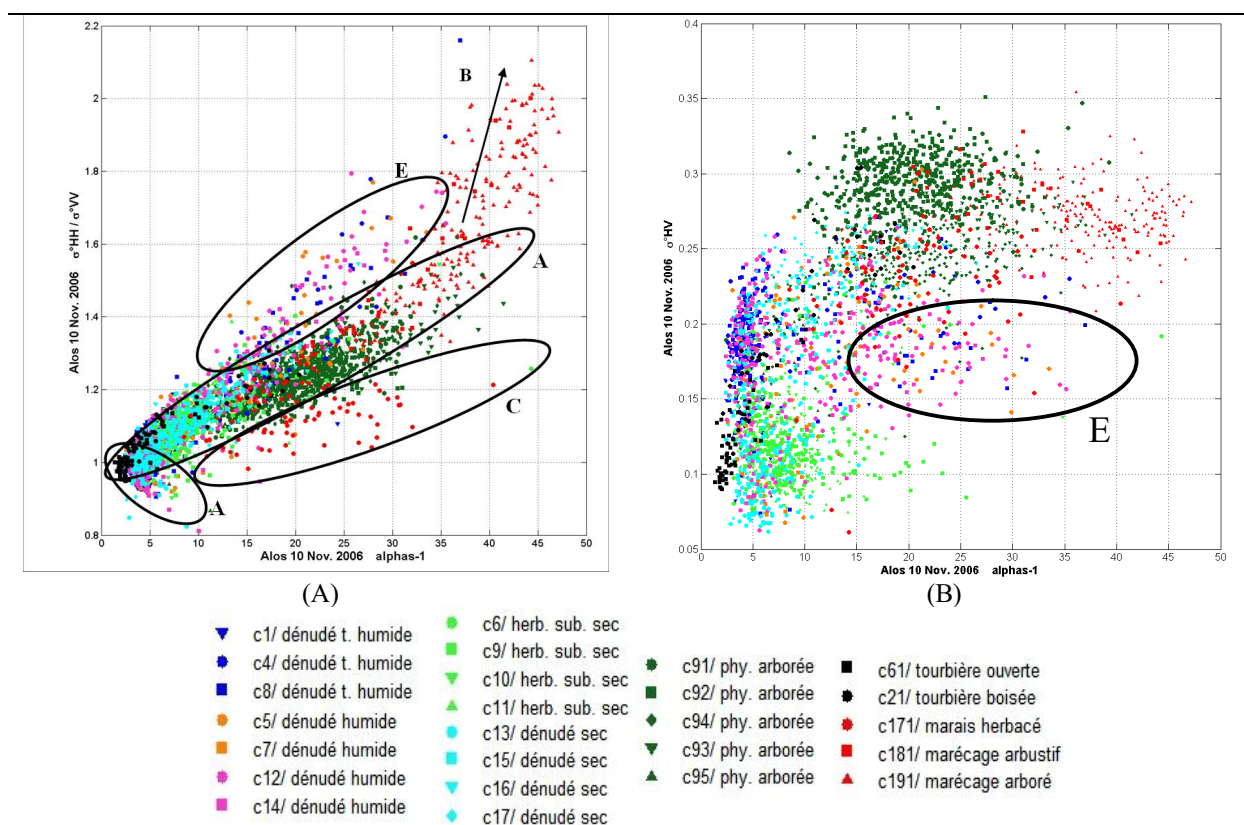 2.2
2
1.8
1.6
1.4
1.2
1
0.8
Alos 10 Nov. 2006 σ°HH / σ°VV
B
E
A
C
A
0 5 10 15 20 25 30 35 40 45 50
Alos 10 Nov. 2006 alphas-1
(A)
0.4
0.35
0.3
0.25
0.2
0.15
0.1
0.05
Alos 10 Nov. 2006 σ°HV
E
0 5 10 15 20 25 30 35 40 45 50
Alos 10 Nov. 2006 alphas-1
(B)
c1/ dénudé t. humide
c4/ dénudé t. humide
c8/ dénudé t. humide
c5/ dénudé humide
c7/ dénudé humide
c12/ dénudé humide
c14/ dénudé humide
c6/ herb. sub. sec
c9/ herb. sub. sec
c10/ herb. sub. sec
c11/ herb. sub. sec
c13/ dénudé sec
c15/ dénudé sec
c16/ dénudé sec
c17/ dénudé sec
c91/ phy. arborée
c92/ phy. arborée
c94/ phy. arborée
c93/ phy. arborée
c95/ phy. arborée
c61/ tourbière ouverte
c21/ tourbière boisée
c171/ marais herbacé
c181/ marécage arbustif
c191/ marécage arboré